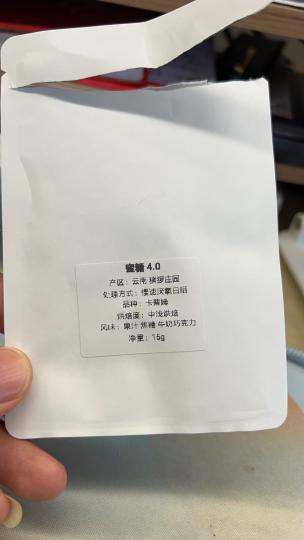 蜜糖 4.0
产区：云南 猕猡庄园
处理方式：慢速厌氧日晒
品种：卡蒂姆
烘焙度：中浅烘焙
风味：果汁 焦糖 牛奶巧克力
净重：15g